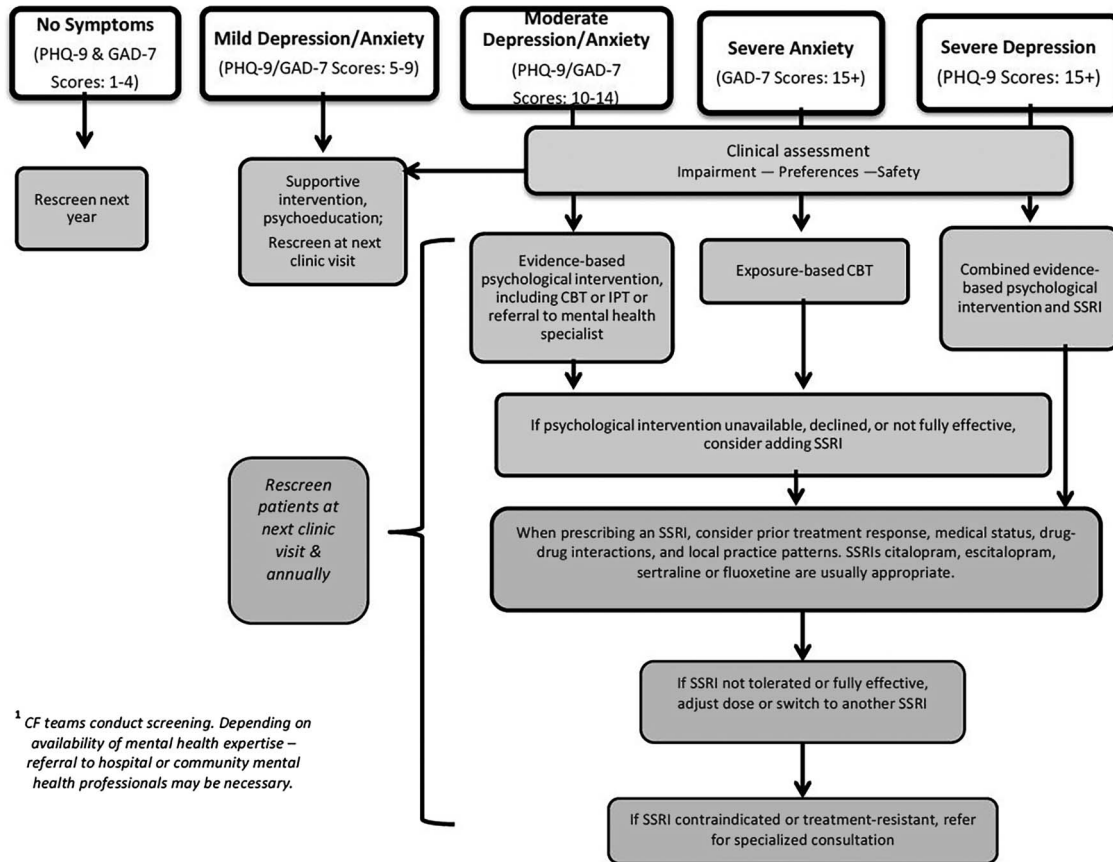 No Symptoms
(PHQ-9 & GAD-7
Scores: 1-4)
Mild Depression/Anxiety
(PHQ-9/GAD-7 Scores: 5-9)
Moderate
Depression/Anxiety
(PHQ-9/GAD-7
Scores: 10-14)
Severe Anxiety
(GAD-7 Scores: 15+)
Severe Depression
(PHQ-9 Scores: 15+)
Clinical assessment
Impairment — Preferences —Safety
Rescreen next
year
Supportive
intervention,
psychoeducation;
Rescreen at next
clinic visit
Evidence-based
psychological intervention,
including CBT or IPT or
referral to mental health
specialist
Exposure-based CBT
Combined evidence-
based psychological
intervention and SSRI
If psychological intervention unavailable, declined, or not fully effective,
consider adding SSRI
Rescreen
patients at
next clinic
visit &
annually
When prescribing an SSRI, consider prior treatment response, medical status, drug-
drug interactions, and local practice patterns. SSRIs citalopram, escitalopram,
sertraline or fluoxetine are usually appropriate.
If SSRI not tolerated or fully effective,
adjust dose or switch to another SSRI
1 CF teams conduct screening. Depending on
availability of mental health expertise –
referral to hospital or community mental
health professionals may be necessary.
If SSRI contraindicated or treatment-resistant, refer
for specialized consultation